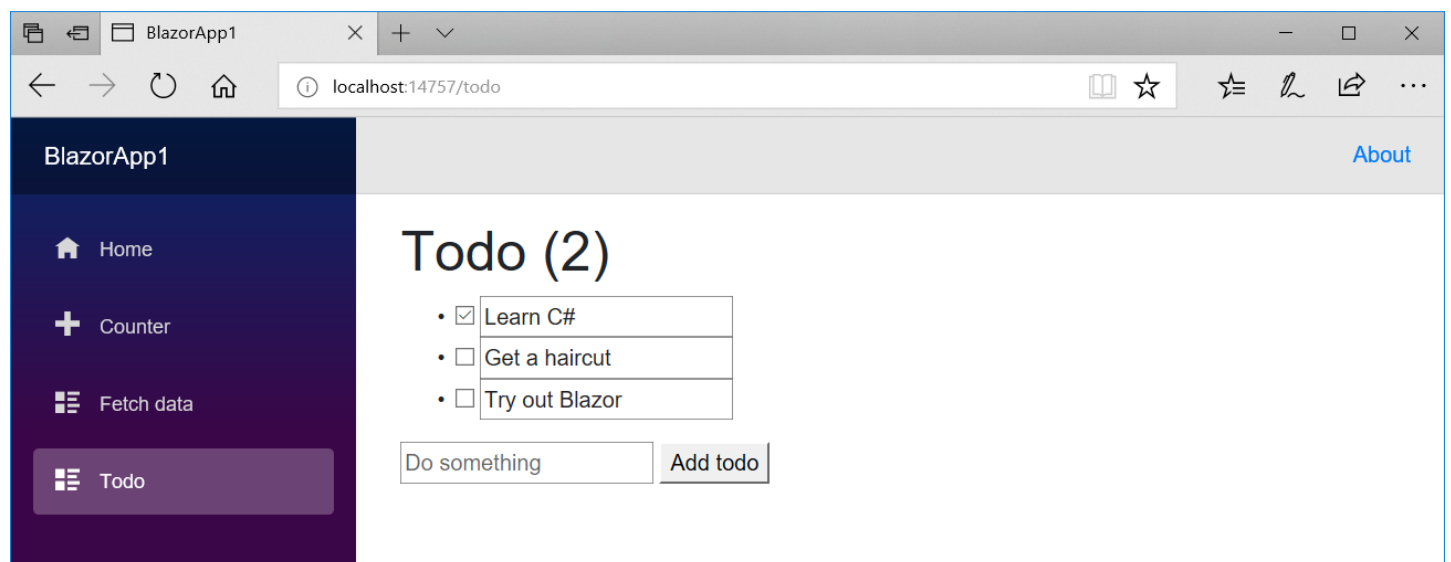 BlazorApp1
localhost:14757/todo
BlazorApp1
About
Home
Counter
Fetch data
Todo
Todo (2)
• Learn C#
• Get a haircut
• Try out Blazor
Do something Add todo